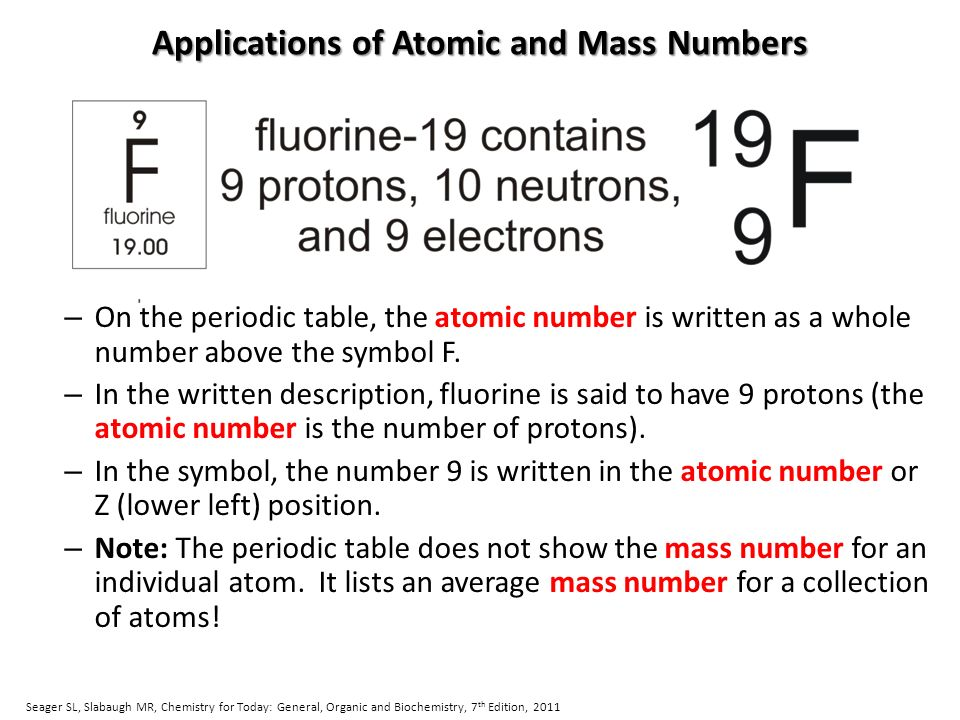 Applications of Atomic and Mass Numbers
9
F
fluorine
19.00
fluorine-19 contains
9 protons, 10 neutrons,
and 9 electrons
19
9
F
– On the periodic table, the atomic number is written as a whole
number above the symbol F.
– In the written description, fluorine is said to have 9 protons (the
atomic number is the number of protons).
– In the symbol, the number 9 is written in the atomic number or
Z (lower left) position.
– Note: The periodic table does not show the mass number for an
individual atom. It lists an average mass number for a collection
of atoms!
Seager SL, Slabaugh MR, Chemistry for Today: General, Organic and Biochemistry, 7th Edition, 2011